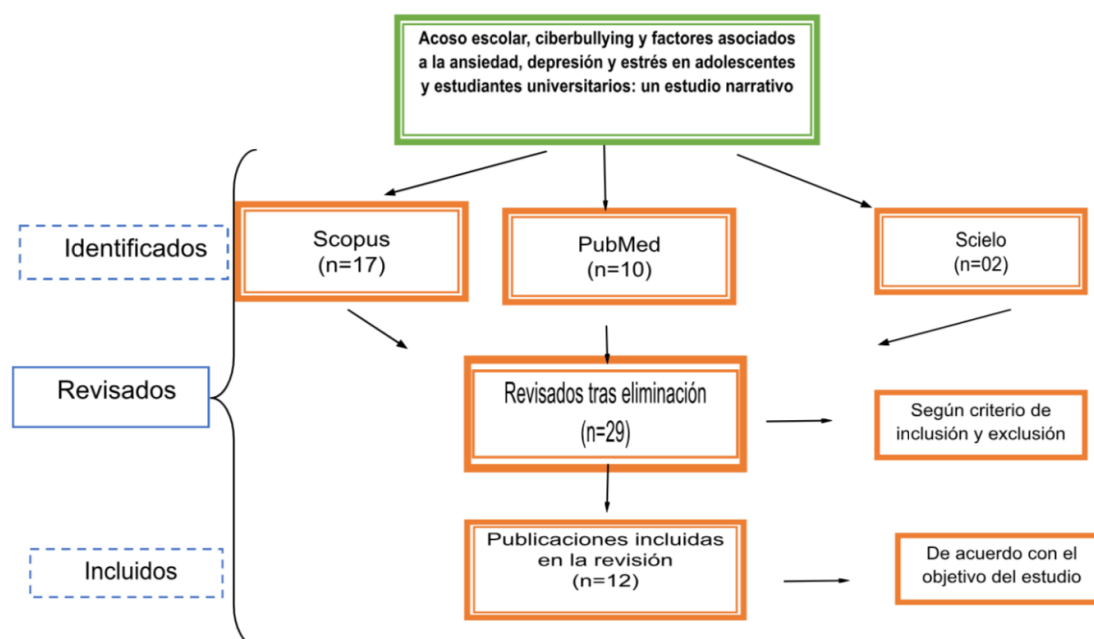 Acoso escolar, ciberbullying y factores asociados
a la ansiedad, depresión y estrés en adolescentes
y estudiantes universitarios: un estudio narrativo
Identificados
Scopus
(n=17)
PubMed
(n=10)
Scielo
(n=02)
Revisados
Revisados tras eliminación
(n=29)
Según criterio de
inclusión y exclusión
Incluidos
Publicaciones incluidas
en la revisión
(n=12)
De acuerdo con el
objetivo del estudio